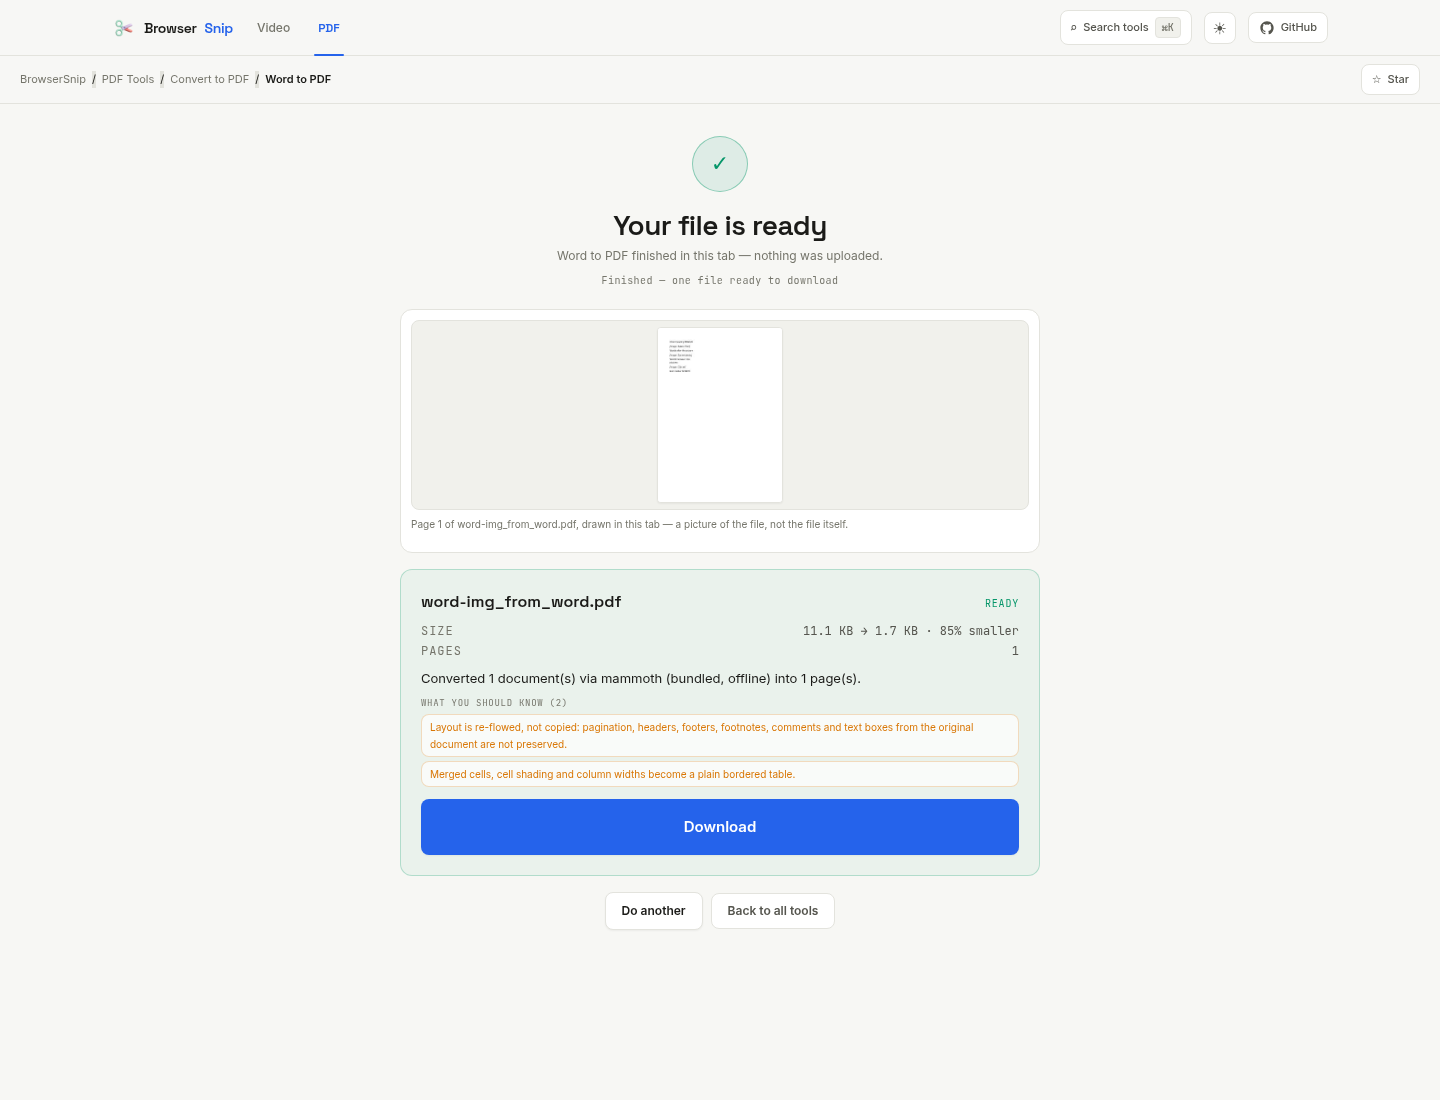 Browser Snip
Video
PDF
Search tools
⌘K
GitHub
BrowserSnip / PDF Tools / Convert to PDF / Word to PDF
☆ Star
✓
Your file is ready
Word to PDF finished in this tab — nothing was uploaded.
Finished — one file ready to download
Page 1 of word-img_from_word.pdf, drawn in this tab — a picture of the file, not the file itself.
word-img_from_word.pdf
READY
SIZE
11.1 KB → 1.7 KB · 85% smaller
PAGES
1
Converted 1 document(s) via mammoth (bundled, offline) into 1 page(s).
WHAT YOU SHOULD KNOW (2)
Layout is re-flowed, not copied: pagination, headers, footers, footnotes, comments and text boxes from the original
document are not preserved.
Merged cells, cell shading and column widths become a plain bordered table.
Download
Do another
Back to all tools